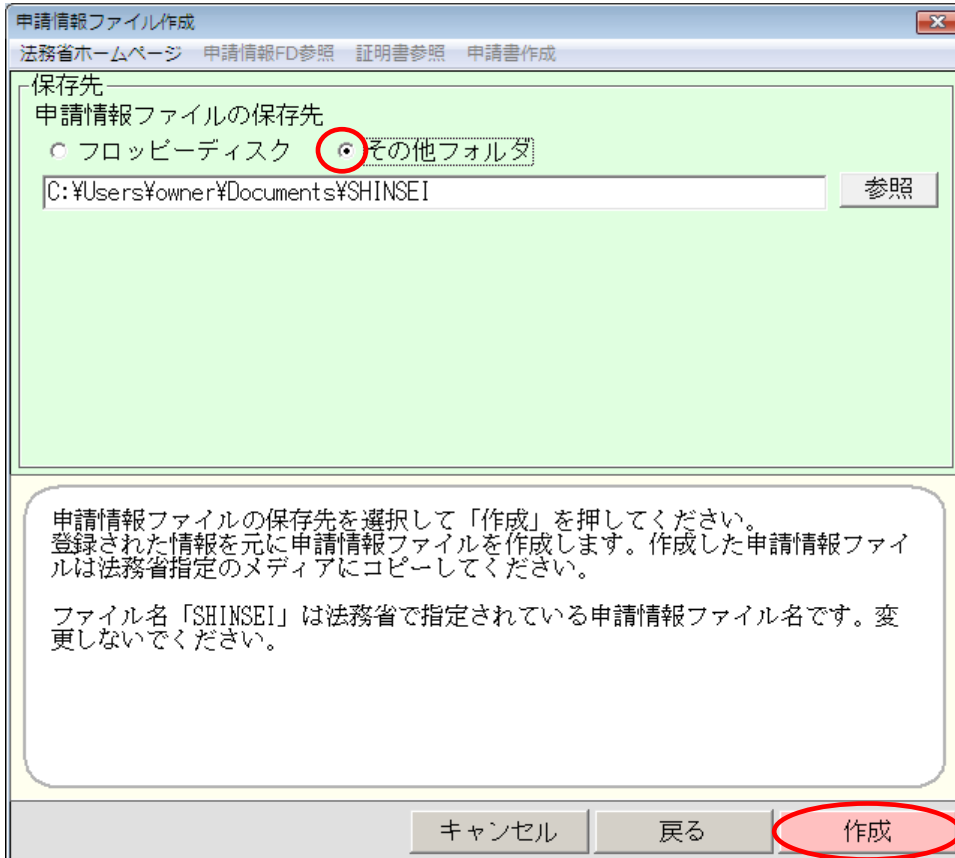 申請情報ファイル作成
法務省ホームページ 申請情報FD参照 証明書参照 申請書作成
保存先
申請情報ファイルの保存先
フロッピーディスク その他フォルダ
C:¥Users¥owner¥Documents¥SHINSEI 参照
申請情報ファイルの保存先を選択して「作成」を押してください。
登録された情報を元に申請情報ファイルを作成します。作成した申請情報ファイ
ルは法務省指定のメディアにコピーしてください。
ファイル名「SHINSEI」は法務省で指定されている申請情報ファイル名です。変
更しないでください。
キャンセル 戻る 作成